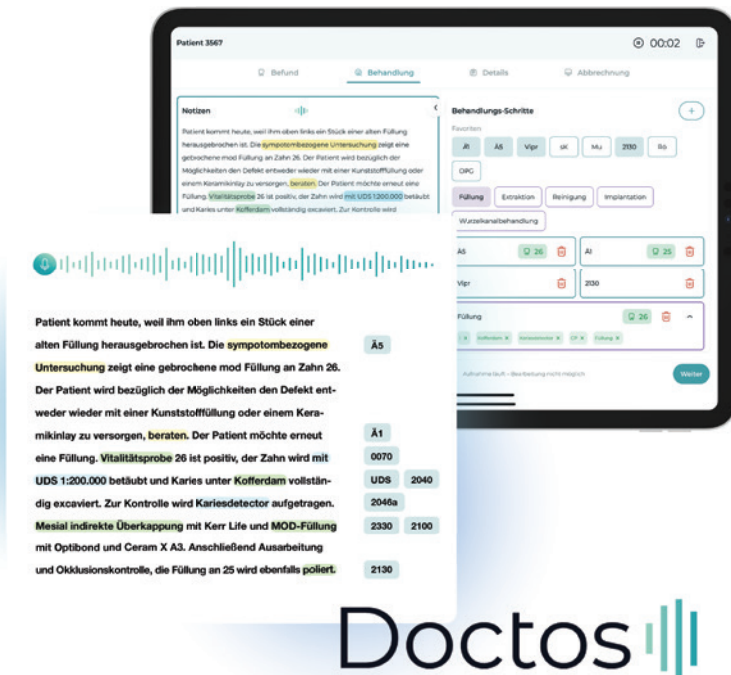 Patient 3567
00:02
Befund
Behandlung
Details
Abbrechnung
Notizen
Patient kommt heute, weil ihm oben links ein Stück einer alten Füllung
herausgebrochen ist. Die sympotombezogene Untersuchung zeigt eine
gebrochene mod Füllung an Zahn 26. Der Patient wird bezüglich der
Möglichkeiten den Defekt entweder wieder mit einer Kunststofffüllung oder
einem Keramikinlay zu versorgen, beraten. Der Patient möchte erneut eine
Füllung. Vitalitätsprobe 26 ist positiv, der Zahn wird mit UDS 1:200.000 betäubt
und Karies unter Kofferdam vollständig excaviert. Zur Kontrolle wird
Behandlungs-Schritte
Favoriten
Ä1 Ä5 Vipr sK Mu 2130 Rö
OPG
Füllung Extraktion Reinigung Implantation
Wurzelkanalbehandlung
Ä5 26 Ä1 25
Vipr 2130
Füllung 26
Kofferdam x Kariesdetector x CP x Füllung x
Aufnahme läuft – Bearbeitung nicht möglich
Weiter
Patient kommt heute, weil ihm oben links ein Stück einer
alten Füllung herausgebrochen ist. Die sympotombezogene Ä5
Untersuchung zeigt eine gebrochene mod Füllung an Zahn 26.
Der Patient wird bezüglich der Möglichkeiten den Defekt ent-
weder wieder mit einer Kunststofffüllung oder einem Kera-
mikinlay zu versorgen, beraten. Der Patient möchte erneut Ä1
eine Füllung. Vitalitätsprobe 26 ist positiv, der Zahn wird mit 0070
UDS 1:200.000 betäubt und Karies unter Kofferdam vollstän- UDS 2040
dig excaviert. Zur Kontrolle wird Kariesdetector aufgetragen. 2046a
Mesial indirekte Überkappung mit Kerr Life und MOD-Füllung 2330 2100
mit Optibond und Ceram X A3. Anschließend Ausarbeitung
und Okklusionskontrolle, die Füllung an 25 wird ebenfalls poliert. 2130
Doctos